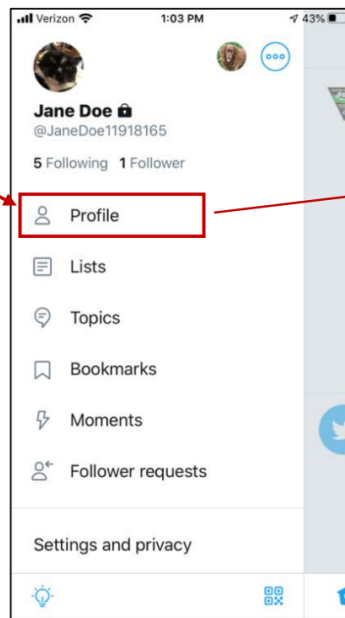 Verizon 1:03 PM 43%
Jane Doe
@JaneDoe11918165
5 Following 1 Follower
Profile
Lists
Topics
Bookmarks
Moments
Follower requests
Settings and privacy